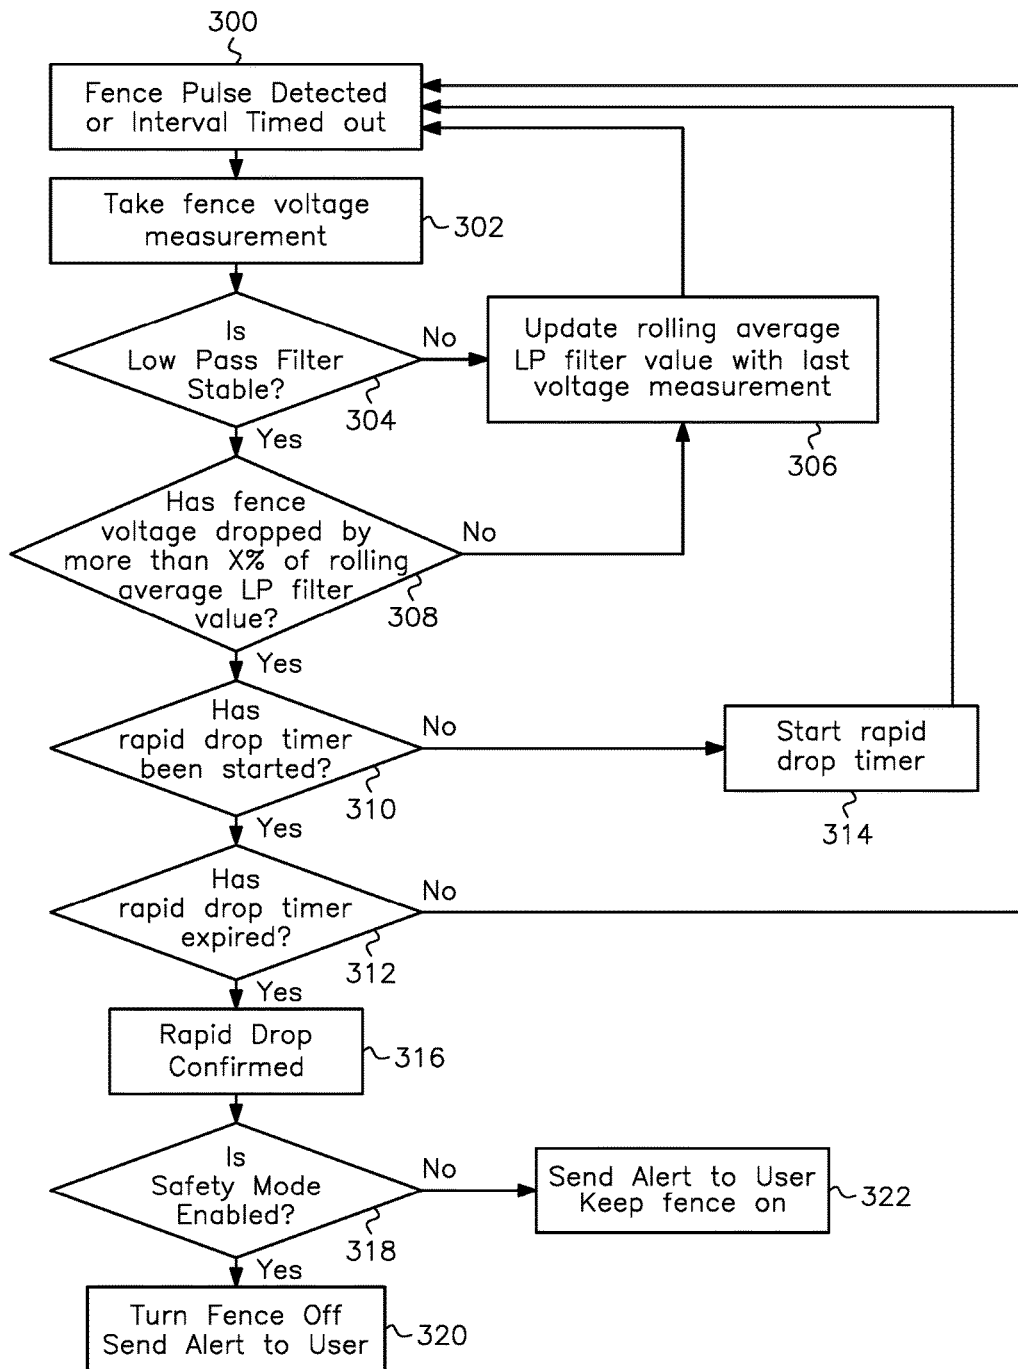 300
Fence Pulse Detected
or Interval Timed out
Take fence voltage
measurement
302
Is
Low Pass Filter
Stable?
304
No
Update rolling average
LP filter value with last
voltage measurement
306
Yes
Has fence
voltage dropped by
more than X% of rolling
average LP filter
value?
308
No
Yes
Has
rapid drop timer
been started?
310
No
Start rapid
drop timer
314
Yes
Has
rapid drop timer
expired?
312
No
Yes
Rapid Drop
Confirmed
316
Is
Safety Mode
Enabled?
318
No
Send Alert to User
Keep fence on
322
Yes
Turn Fence Off
Send Alert to User
320